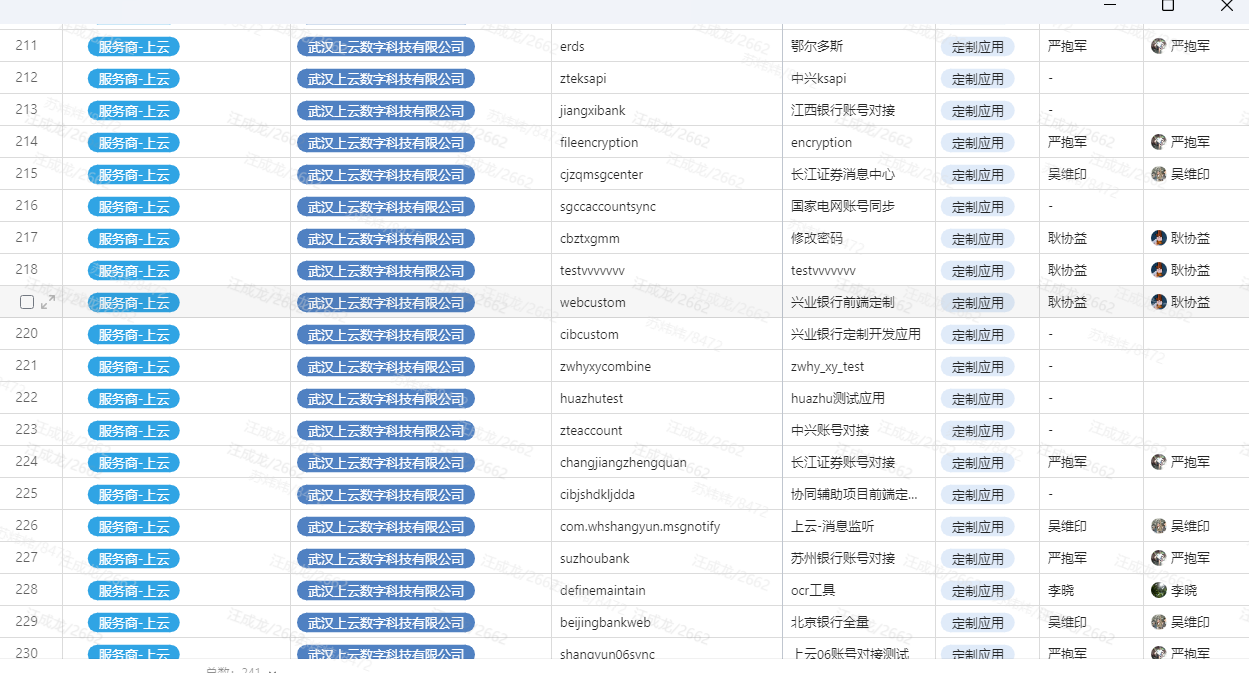 211 服务商-上云 武汉上云数字科技有限公司 erds 鄂尔多斯 定制应用 严抱军 严抱军
212 服务商-上云 武汉上云数字科技有限公司 zteksapi 中兴ksapi 定制应用 -
213 服务商-上云 武汉上云数字科技有限公司 jiangxibank 江西银行账号对接 定制应用 -
214 服务商-上云 武汉上云数字科技有限公司 fileencryption encryption 定制应用 严抱军 严抱军
215 服务商-上云 武汉上云数字科技有限公司 cjzqmsgcenter 长江证券消息中心 定制应用 吴维印 吴维印
216 服务商-上云 武汉上云数字科技有限公司 sgccaccountsync 国家电网账号同步 定制应用 -
217 服务商-上云 武汉上云数字科技有限公司 cbztxgmm 修改密码 定制应用 耿协益 耿协益
218 服务商-上云 武汉上云数字科技有限公司 testvvvvvvv testvvvvvvv 定制应用 耿协益 耿协益
服务商-上云 武汉上云数字科技有限公司 webcustom 兴业银行前端定制 定制应用 耿协益 耿协益
220 服务商-上云 武汉上云数字科技有限公司 cibcustom 兴业银行定制开发应用 定制应用 -
221 服务商-上云 武汉上云数字科技有限公司 zwhyxycombine zwhy_xy_test 定制应用 -
222 服务商-上云 武汉上云数字科技有限公司 huazhutest huazhu测试应用 定制应用 -
223 服务商-上云 武汉上云数字科技有限公司 zteaccount 中兴账号对接 定制应用 -
224 服务商-上云 武汉上云数字科技有限公司 changjiangzhengquan 长江证券账号对接 定制应用 严抱军 严抱军
225 服务商-上云 武汉上云数字科技有限公司 cibjshdkljdda 协同辅助项目前端定... 定制应用 -
226 服务商-上云 武汉上云数字科技有限公司 com.whshangyun.msgnotify 上云-消息监听 定制应用 吴维印 吴维印
227 服务商-上云 武汉上云数字科技有限公司 suzhoubank 苏州银行账号对接 定制应用 严抱军 严抱军
228 服务商-上云 武汉上云数字科技有限公司 definemaintain ocr工具 定制应用 李晓 李晓
229 服务商-上云 武汉上云数字科技有限公司 beijingbankweb 北京银行全量 定制应用 吴维印 吴维印
230 服务商-上云 武汉上云数字科技有限公司 shangyun06sync 上云06账号对接测试 定制应用 严抱军 严抱军
总数: 241